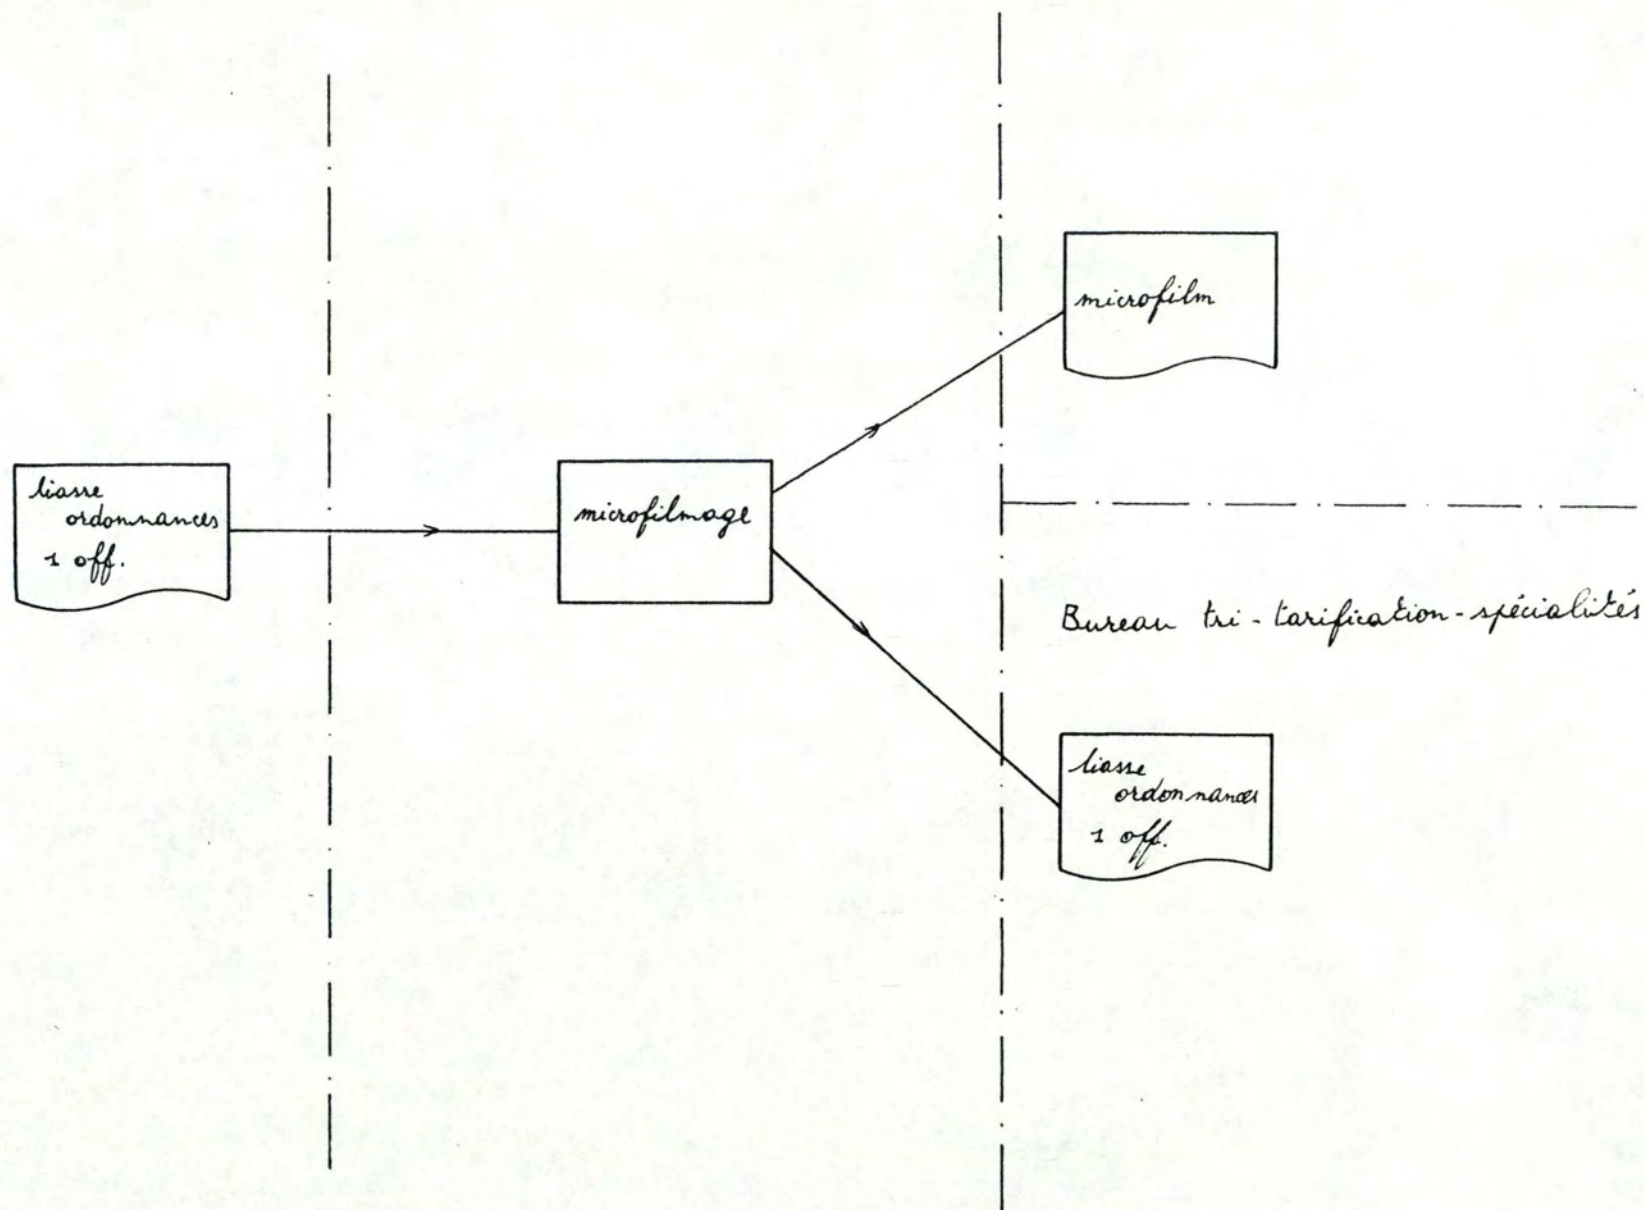 liasse
ordonnances
1 off.
microfilmage
microfilm
Bureau tri - tarification - spécialités
liasse
ordonnances
1 off.